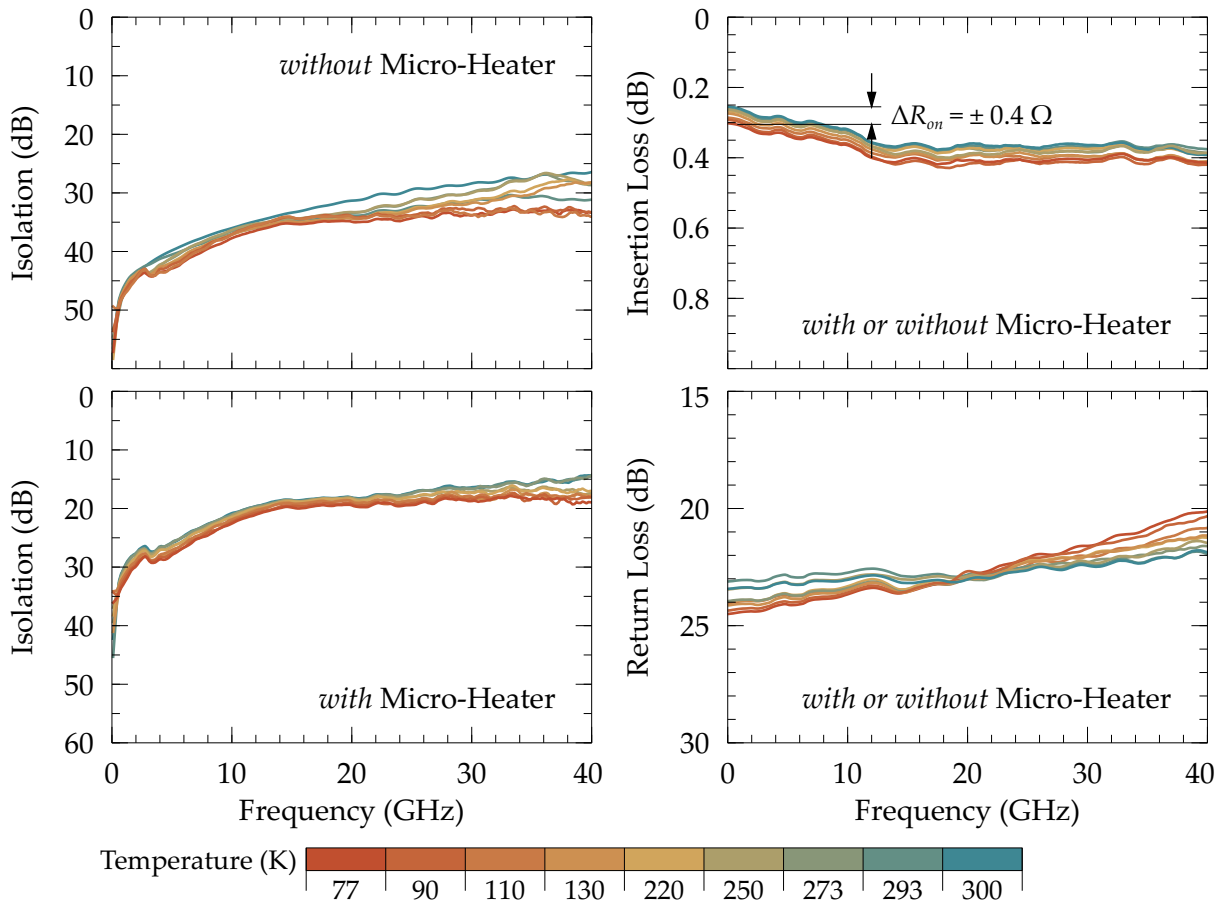 0
10
20
30
40
50
Isolation (dB)
without Micro-Heater
0
0.2
0.4
0.6
0.8
Insertion Loss (dB)
ΔRon = ± 0.4 Ω
with or without Micro-Heater
0
10
20
30
40
50
60
Isolation (dB)
with Micro-Heater
0 10 20 30 40
Frequency (GHz)
15
20
25
30
Return Loss (dB)
with or without Micro-Heater
0 10 20 30 40
Frequency (GHz)
Temperature (K)
77 90 110 130 220 250 273 293 300